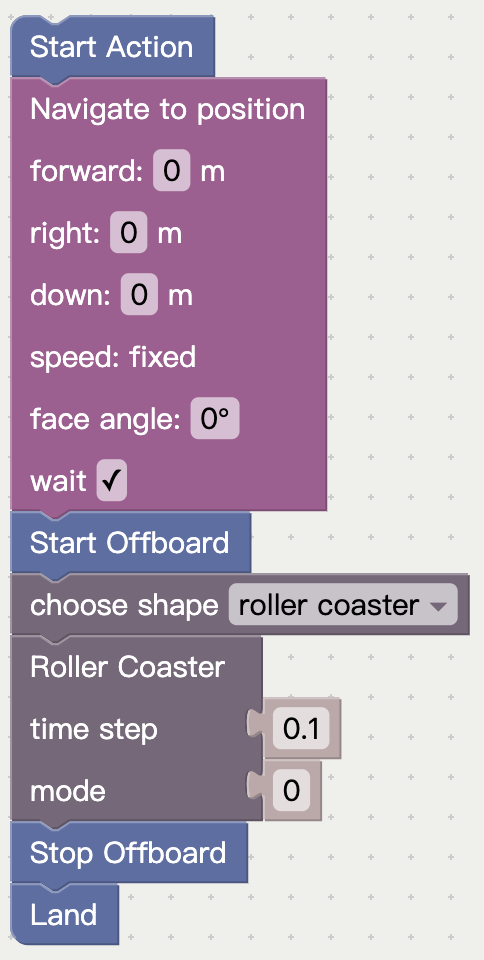 Start Action
Navigate to position
forward: 0 m
right: 0 m
down: 0 m
speed: fixed
face angle: 0°
wait ✓
Start Offboard
choose shape roller coaster
Roller Coaster
time step 0.1
mode 0
Stop Offboard
Land